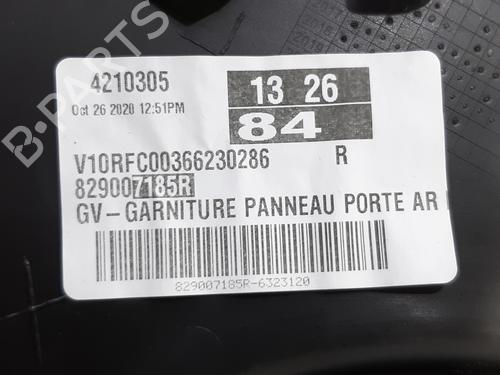 4210305
Oct 26 2020 12:51PM
13 26
84
V10RFC00366230286 R
829007185R
GV-GARNITURE PANNEAU PORTE AR
829007185R-6323120
B-PARTS